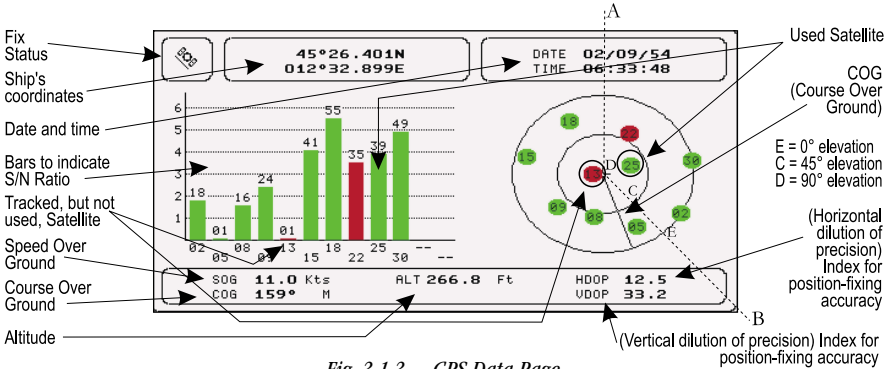 A
Fix
Status
Ship's
coordinates
Date and time
Bars to indicate
S/N Ratio
Tracked, but not
used, Satellite
Speed Over
Ground
Course Over
Ground
Altitude
45°26.401N
012°32.899E
DATE 02/09/54
TIME 06:33:48
6
5
4
3
2
1
18
01
16
24
01
41
55
35
39
49
02
05
08
09
13
15
18
22
25
30
--
--
18
22
15
25
30
D
13
C
09
08
02
05
E
SOG 11.0 Kts
COG 159° M
ALT 266.8 Ft
HDOP 12.5
VDOP 33.2
B
Used Satellite
COG
(Course Over
Ground)
E = 0° elevation
C = 45° elevation
D = 90° elevation
(Horizontal
dilution of
precision)
Index for
position-fixing
accuracy
(Vertical dilution of precision) Index for
position-fixing accuracy